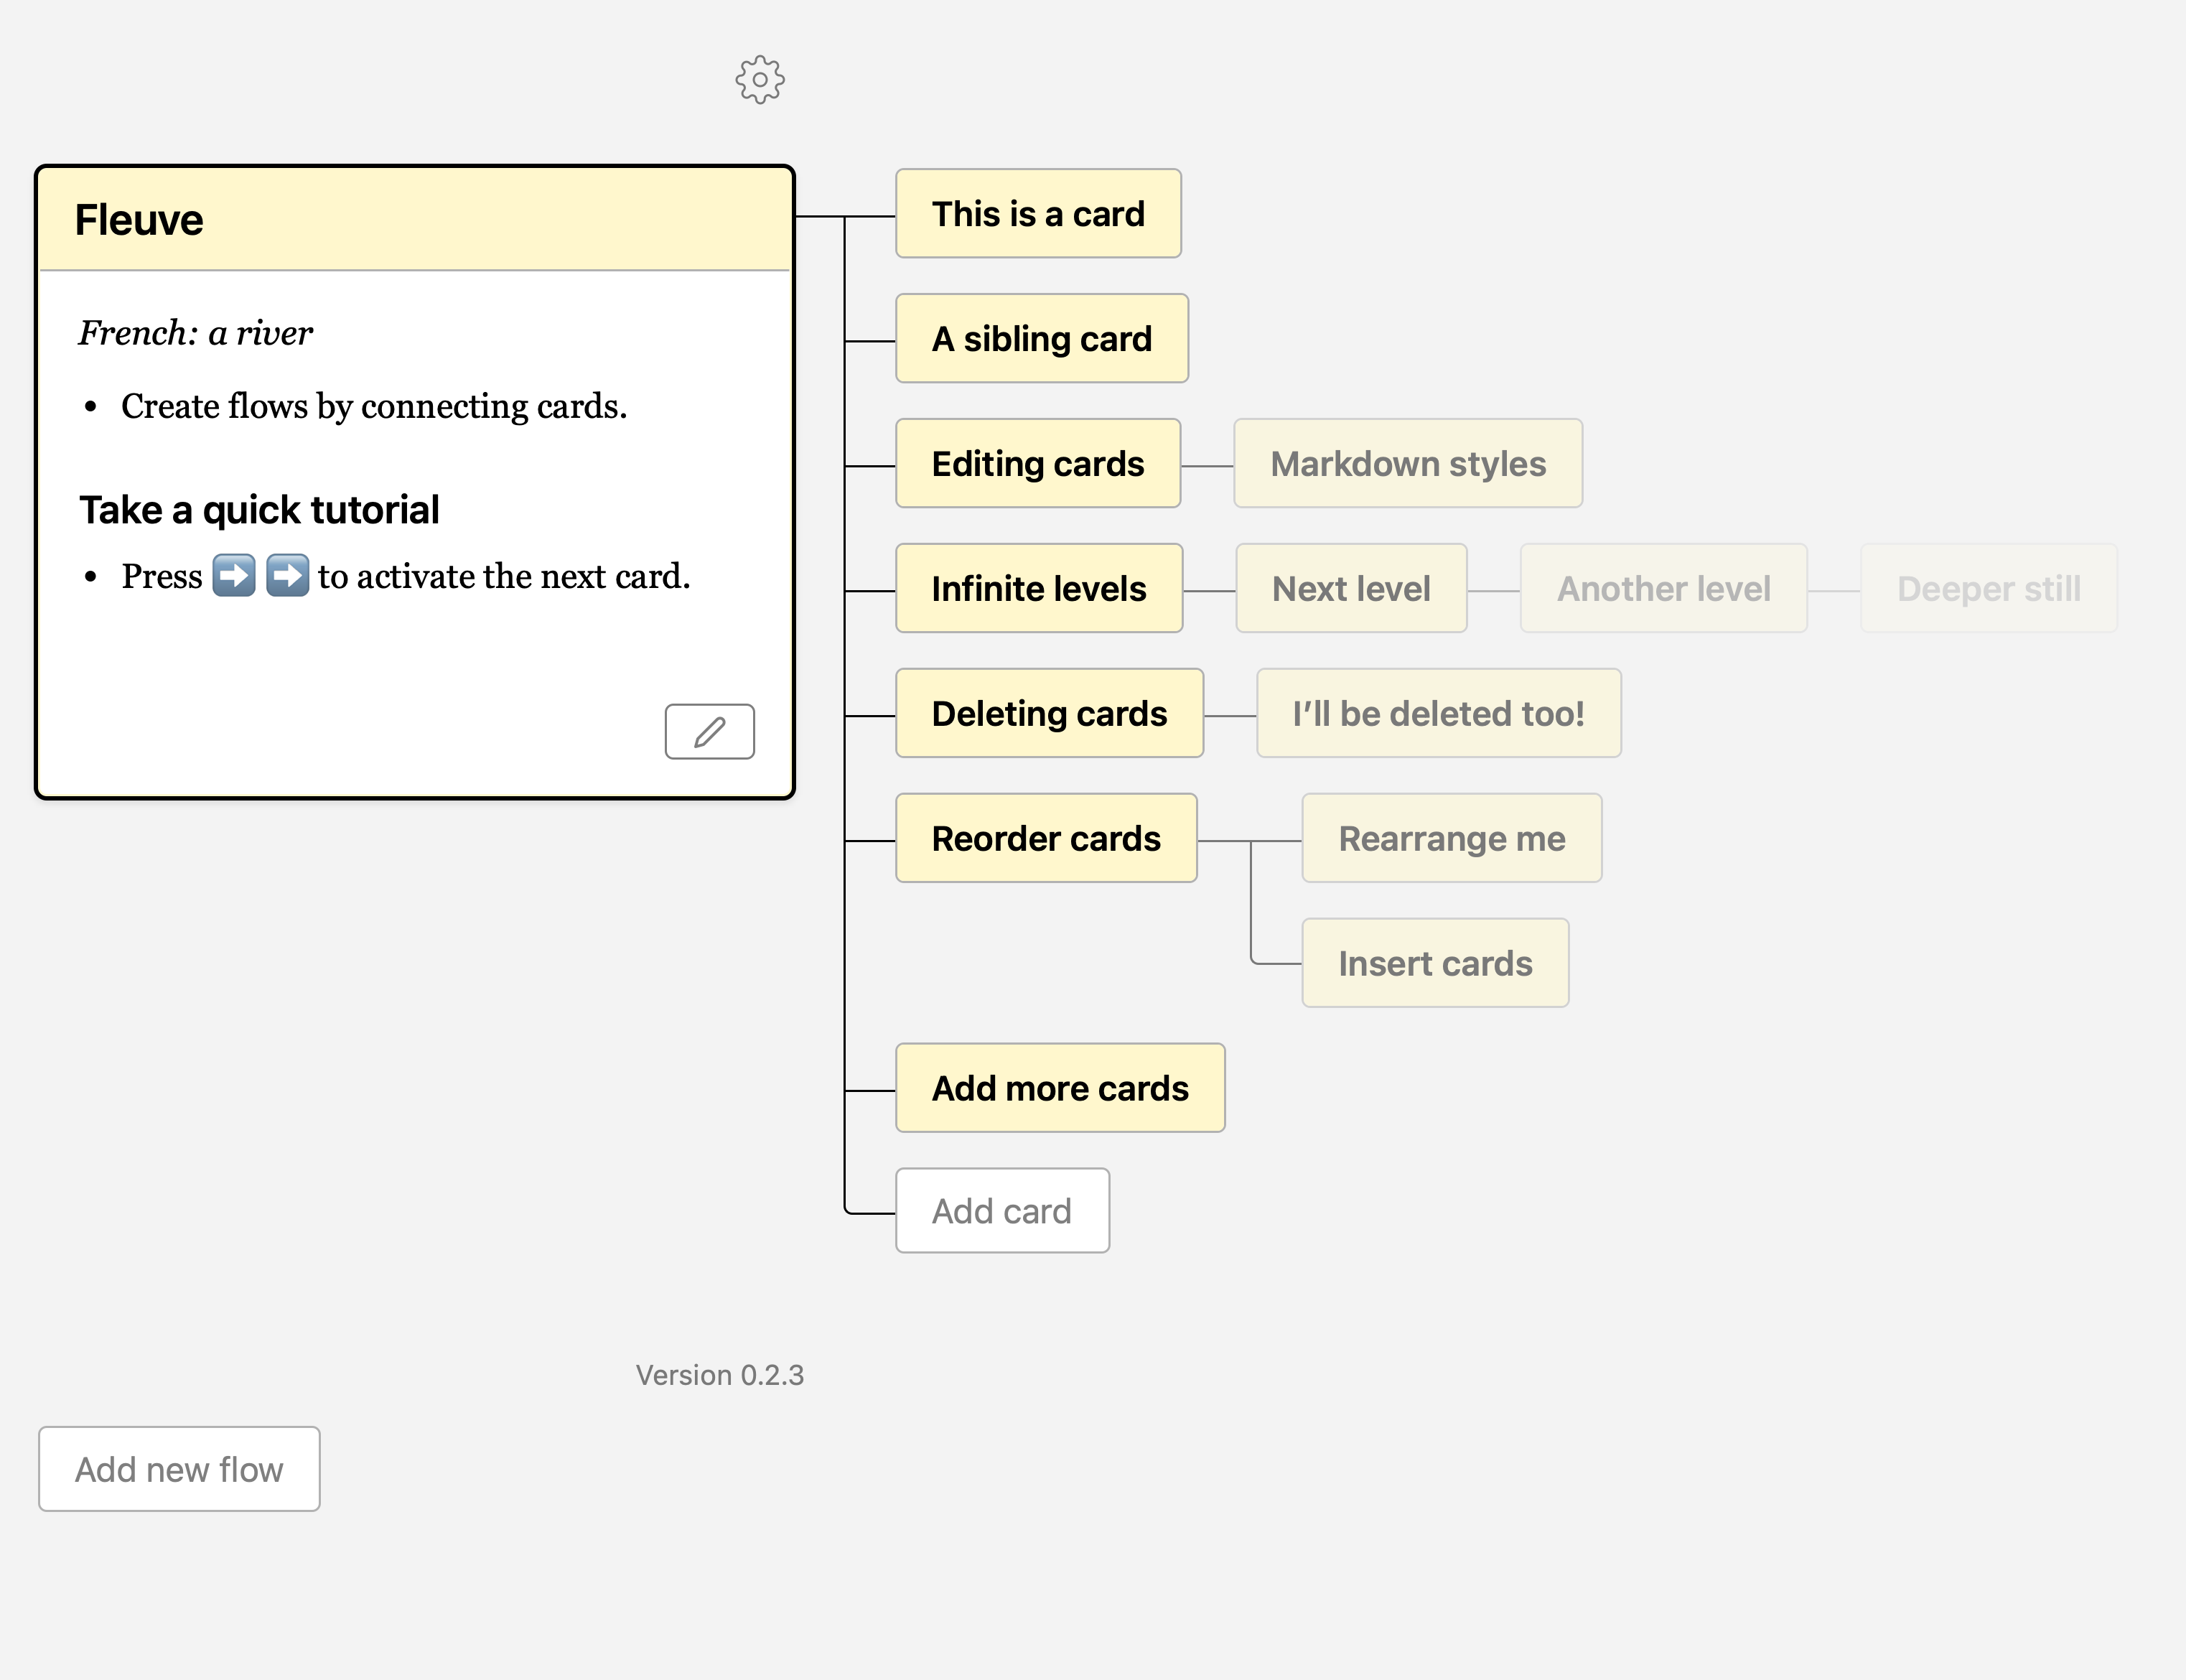 Fleuve
French: a river
• Create flows by connecting cards.
Take a quick tutorial
• Press ➡️ ➡️ to activate the next card.
This is a card
A sibling card
Editing cards
Markdown styles
Infinite levels
Next level
Another level
Deeper still
Deleting cards
I’ll be deleted too!
Reorder cards
Rearrange me
Insert cards
Add more cards
Add card
Version 0.2.3
Add new flow